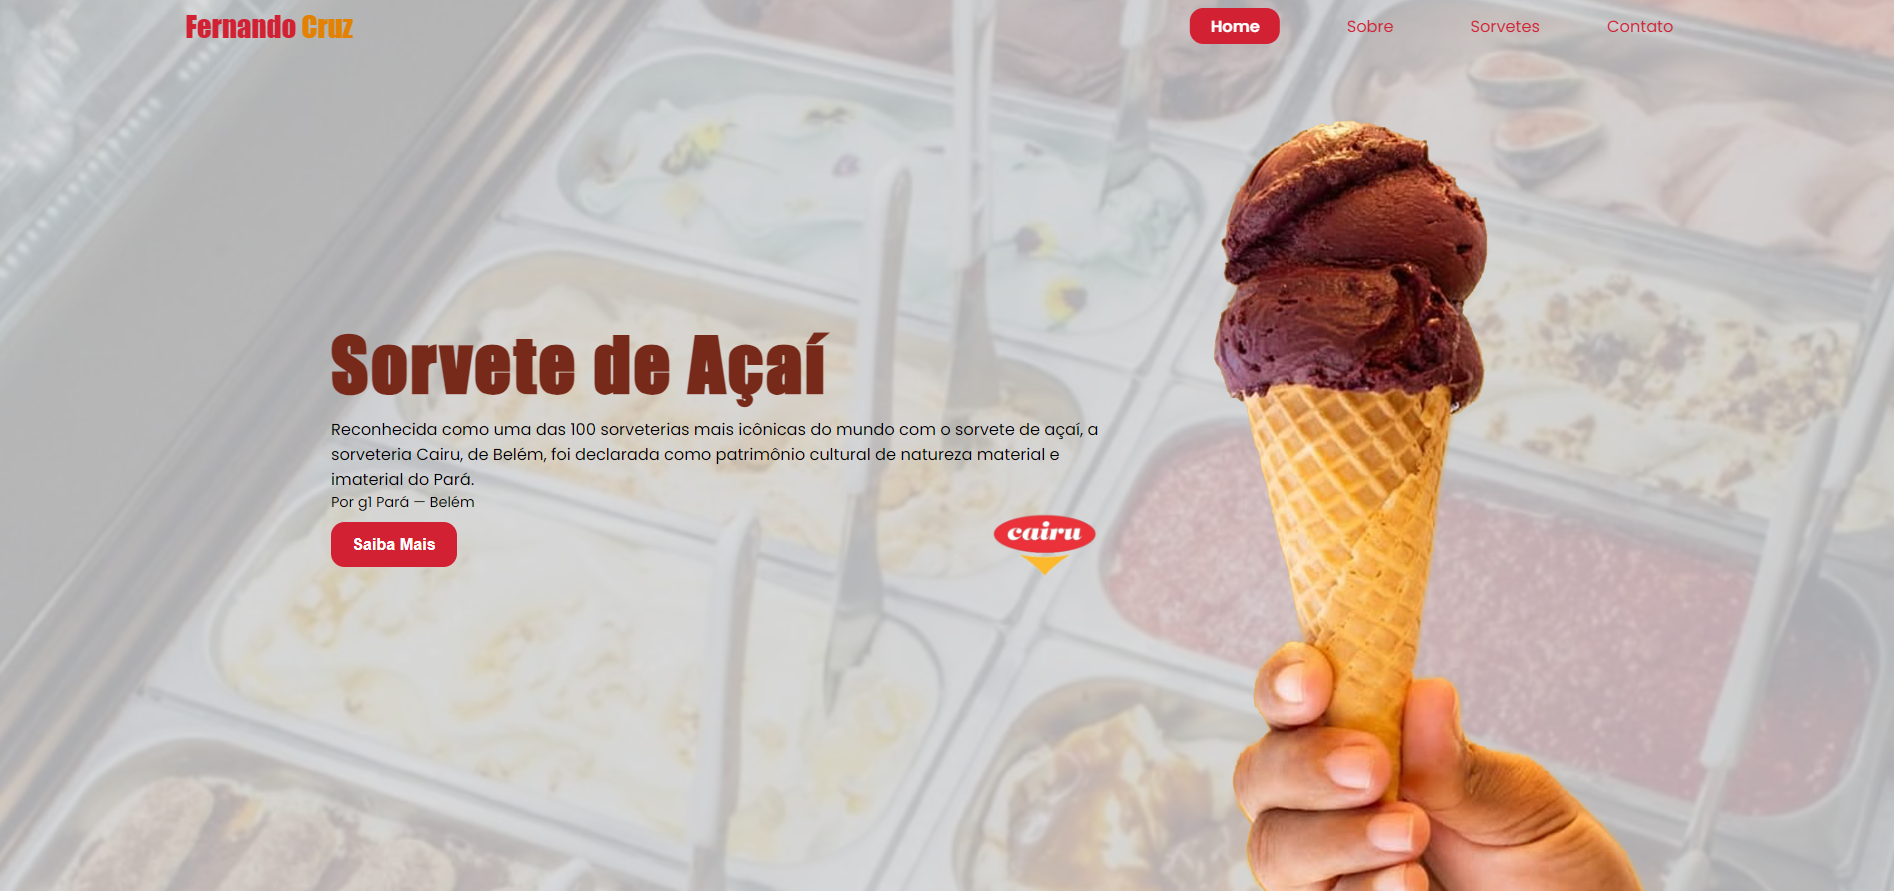 Fernando Cruz
Home
Sobre
Sorvetes
Contato
Sorvete de Açaí
Reconhecida como uma das 100 sorveterias mais icônicas do mundo com o sorvete de açaí, a
sorveteria Cairu, de Belém, foi declarada como patrimônio cultural de natureza material e
imaterial do Pará.
Por g1 Pará — Belém
Saiba Mais
cairu